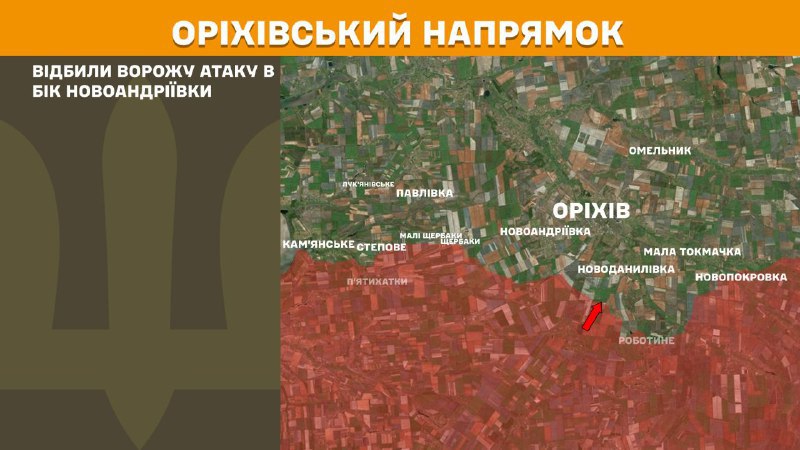 ОРІХІВСЬКИЙ НАПРЯМОК
ВІДБИЛИ ВОРОЖУ АТАКУ В
БІК НОВОАНДРІЇВКИ
ОМЕЛЬНИК
ЛУК'ЯНІВСЬКЕ
ПАВЛІВКА
ОРІХІВ
НОВОАНДРІЇВКА
МАЛІ ЩЕРБАКИ
ЩЕРБАКИ
КАМ'ЯНСЬКЕ
СТЕПОВЕ
МАЛА ТОКМАЧКА
НОВОДАНИЛІВКА
НОВОПОКРОВКА
П'ЯТИХАТКИ
РОБОТИНЕ